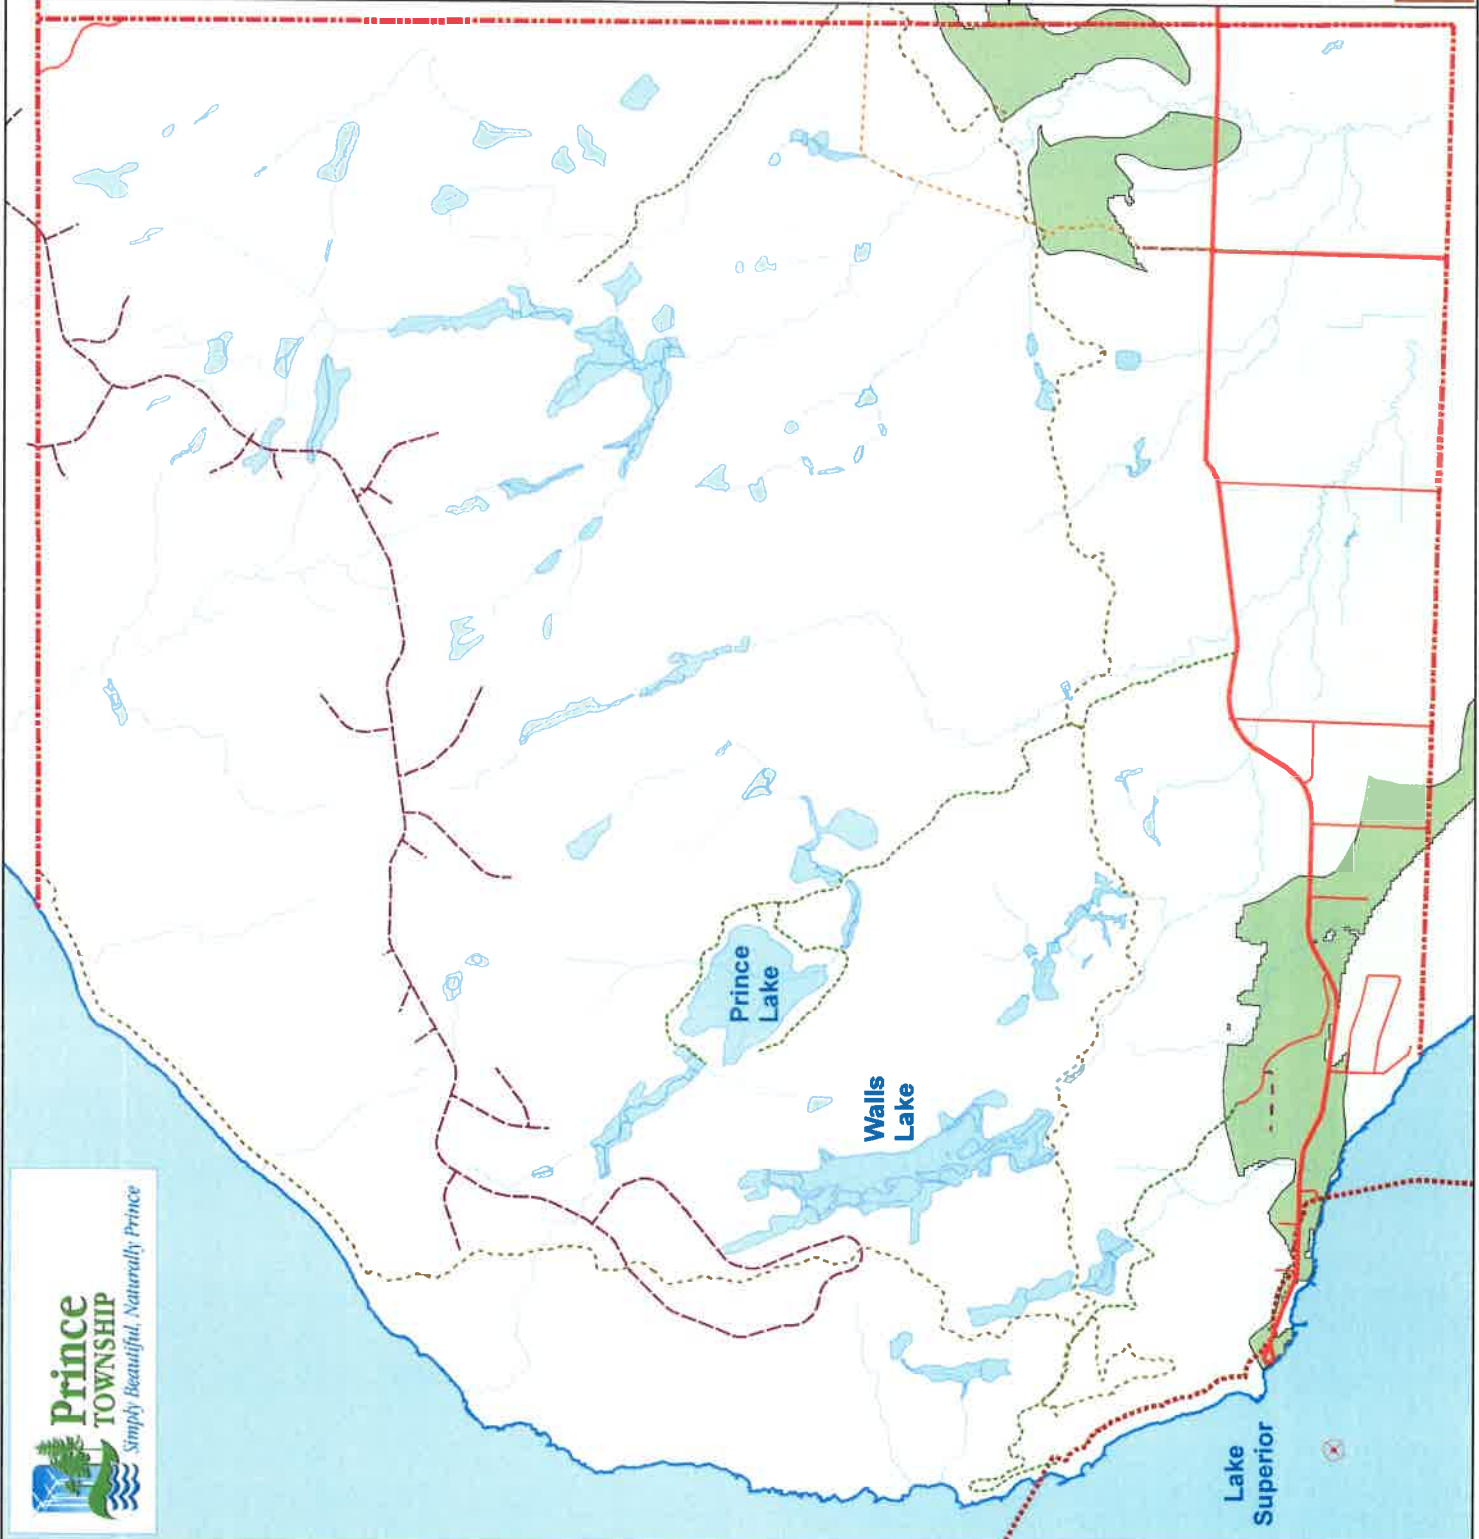 Prince
TOWNSHIP
Simply Beautiful, Naturally Prince
Prince
Lake
Walls
Lake
Lake
Superior